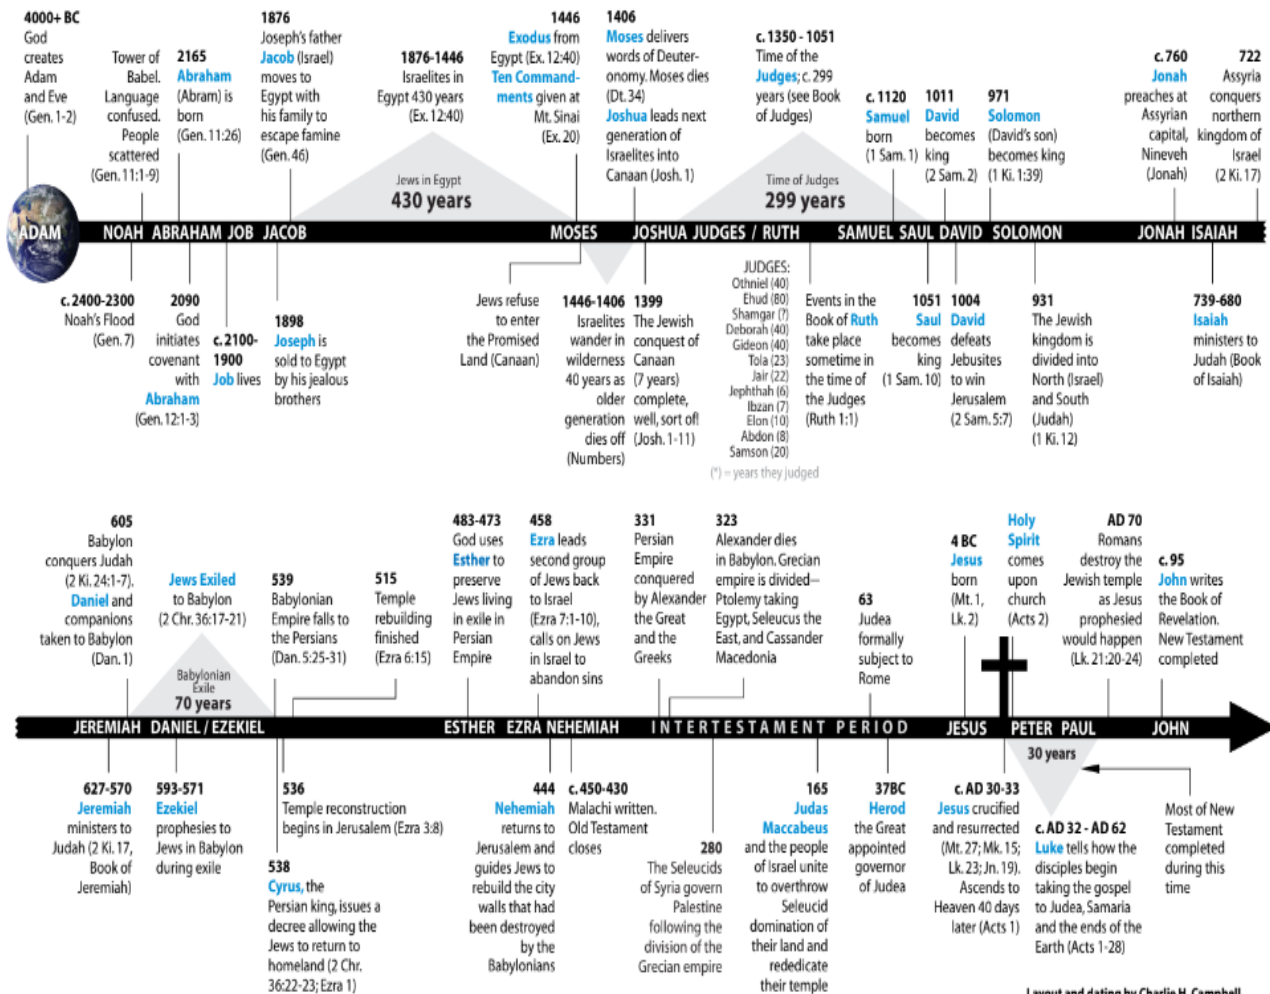 4000+ BC
God
creates
Adam
and Eve
(Gen. 1-2)
Tower of
Babel.
Language
confused.
People
scattered
(Gen. 11:1-9)
2165
Abraham
(Abram) is
born
(Gen. 11:26)
1876
Joseph's father
Jacob (Israel)
moves to
Egypt with
his family to
escape famine
(Gen. 46)
1876-1446
Israelites in
Egypt 430 years
(Ex. 12:40)
1446
Exodus from
Egypt (Ex. 12:40)
Ten Command-
ments given at
Mt. Sinai
(Ex. 20)
1406
Moses delivers
words of Deuter-
onomy. Moses dies
(Dt. 34)
Joshua leads next
generation of
Israelites into
Canaan (Josh. 1)
c. 1350 - 1051
Time of the
Judges; c. 299
years (see Book
of Judges)
c. 1120
Samuel
born
(1 Sam. 1)
1011
David
becomes
king
(2 Sam. 2)
971
Solomon
(David's son)
becomes king
(1 Ki. 1:39)
c. 760
Jonah
preaches at
Assyrian
capital,
Nineveh
(Jonah)
722
Assyria
conquers
northern
kingdom of
Israel
(2 Ki. 17)
Jews in Egypt
430 years
Time of Judges
299 years
ADAM NOAH ABRAHAM JOB JACOB MOSES JOSHUA JUDGES / RUTH SAMUEL SAUL DAVID SOLOMON JONAH ISAIAH
c. 2400-2300
Noah's Flood
(Gen. 7)
2090
God
initiates
covenant
with
Abraham
(Gen. 12:1-3)
c. 2100-
1900
Job lives
1898
Joseph is
sold to Egypt
by his jealous
brothers
Jews refuse
to enter
the Promised
Land (Canaan)
1446-1406
Israelites
wander in
wilderness
40 years as
older
generation
dies off
(Numbers)
1399
The Jewish
conquest of
Canaan
(7 years)
complete,
well, sort of!
(Josh. 1-11)
JUDGES:
Othniel (40)
Ehud (80)
Shamgar (?)
Deborah (40)
Gideon (40)
Tola (23)
Jair (22)
Jephthah (6)
Ibzan (7)
Elon (10)
Abdon (8)
Samson (20)
(*) = years they judged
Events in the
Book of Ruth
take place
sometime in
the time of
the Judges
(Ruth 1:1)
1051
Saul
becomes
king
(1 Sam. 10)
1004
David
defeats
Jebusites
to win
Jerusalem
(2 Sam. 5:7)
931
The Jewish
kingdom is
divided into
North (Israel)
and South
(Judah)
(1 Ki. 12)
739-680
Isaiah
ministers to
Judah (Book
of Isaiah)
605
Babylon
conquers Judah
(2 Ki. 24:1-7).
Daniel and
companions
taken to Babylon
(Dan. 1)
Jews Exiled
to Babylon
(2 Chr. 36:17-21)
Babylonian
Exile
70 years
539
Babylonian
Empire falls to
the Persians
(Dan. 5:25-31)
515
Temple
rebuilding
finished
(Ezra 6:15)
483-473
God uses
Esther to
preserve
Jews living
in exile in
Persian
Empire
458
Ezra leads
second group
of Jews back
to Israel
(Ezra 7:1-10),
calls on Jews
in Israel to
abandon sins
331
Persian
Empire
conquered
by Alexander
the Great
and the
Greeks
323
Alexander dies
in Babylon. Grecian
empire is divided—
Ptolemy taking
Egypt, Seleucus the
East, and Cassander
Macedonia
63
Judea
formally
subject to
Rome
4 BC
Jesus
born
(Mt. 1,
Lk. 2)
Holy
Spirit
comes
upon
church
(Acts 2)
AD 70
Romans
destroy the
Jewish temple
as Jesus
prophesied
would happen
(Lk. 21:20-24)
c. 95
John writes
the Book of
Revelation.
New Testament
completed
JEREMIAH DANIEL / EZEKIEL ESTHER EZRA NEHEMIAH INTERTESTAMENT PERIOD JESUS PETER PAUL JOHN
627-570
Jeremiah
ministers to
Judah (2 Ki. 17,
Book of
Jeremiah)
593-571
Ezekiel
prophesies to
Jews in Babylon
during exile
536
Temple reconstruction
begins in Jerusalem (Ezra 3:8)
538
Cyrus, the
Persian king, issues a
decree allowing the
Jews to return to
homeland (2 Chr.
36:22-23; Ezra 1)
444
Nehemiah
returns to
Jerusalem and
guides Jews to
rebuild the city
walls that had
been destroyed
by the
Babylonians
c. 450-430
Malachi written.
Old Testament
closes
280
The Seleucids
of Syria govern
Palestine
following the
division of the
Grecian empire
165
Judas
Maccabeus
and the people
of Israel unite
to overthrow
Seleucid
domination of
their land and
rededicate
their temple
37BC
Herod
the Great
appointed
governor
of Judea
c. AD 30-33
Jesus crucified
and resurrected
(Mt. 27; Mk. 15;
Lk. 23; Jn. 19).
Ascends to
Heaven 40 days
later (Acts 1)
30 years
c. AD 32 - AD 62
Luke tells how the
disciples begin
taking the gospel
to Judea, Samaria
and the ends of the
Earth (Acts 1-28)
Most of New
Testament
completed
during this
time
Layout and dating by Charlie H. Campbell